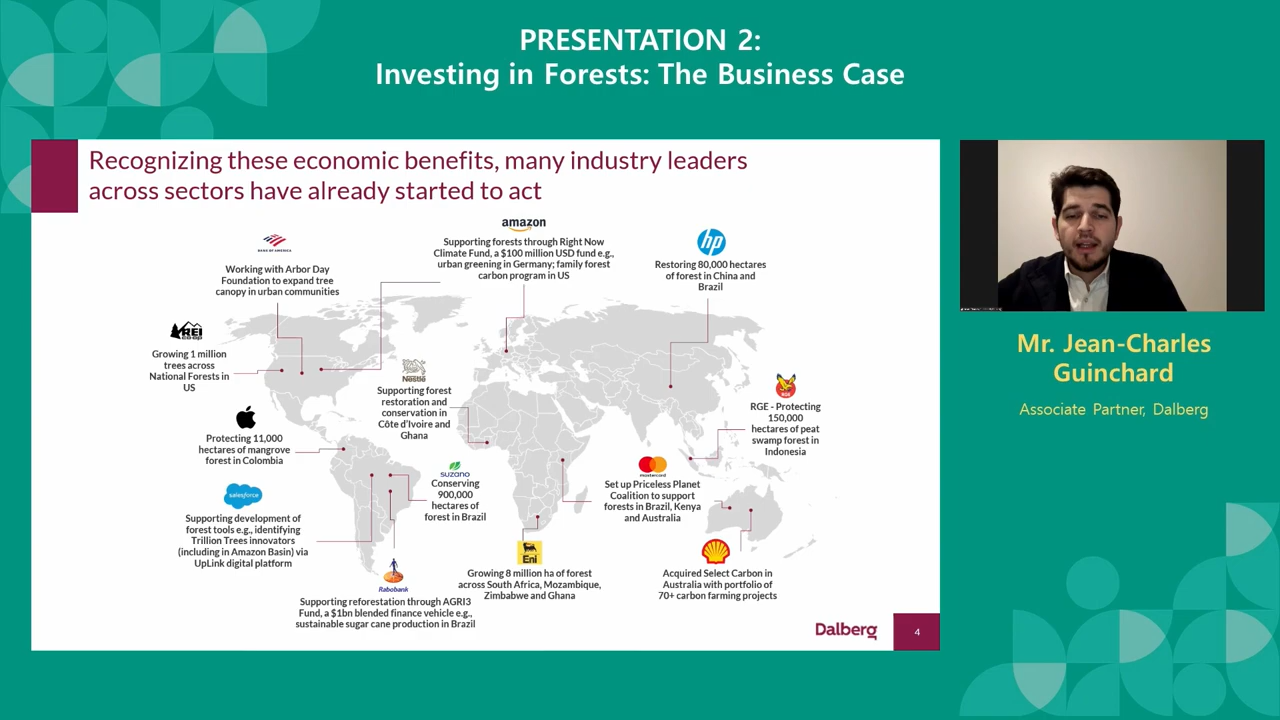 PRESENTATION 2:
Investing in Forests: The Business Case
Recognizing these economic benefits, many industry leaders
across sectors have already started to act
BANK OF AMERICA
Working with Arbor Day
Foundation to expand tree
canopy in urban communities
amazon
Supporting forests through Right Now
Climate Fund, a $100 million USD fund e.g.,
urban greening in Germany; family forest
carbon program in US
hp
Restoring 80,000 hectares
of forest in China and
Brazil
REI
co-op
Growing 1 million
trees across
National Forests in
US
Nestlé
Supporting forest
restoration and
conservation in
Côte d'Ivoire and
Ghana
RGE
RGE - Protecting
150,000
hectares of peat
swamp forest in
Indonesia
Protecting 11,000
hectares of mangrove
forest in Colombia
suzano
Conserving
900,000
hectares of
forest in Brazil
mastercard
Set up Priceless Planet
Coalition to support
forests in Brazil, Kenya
and Australia
salesforce
Supporting development of
forest tools e.g., identifying
Trillion Trees innovators
(including in Amazon Basin) via
UpLink digital platform
Rabobank
Supporting reforestation through AGRI3
Fund, a $1bn blended finance vehicle e.g.,
sustainable sugar cane production in Brazil
Eni
Growing 8 million ha of forest
across South Africa, Mozambique,
Zimbabwe and Ghana
Acquired Select Carbon in
Australia with portfolio of
70+ carbon farming projects
Dalberg
4
Mr. Jean-Charles
Guinchard
Associate Partner, Dalberg